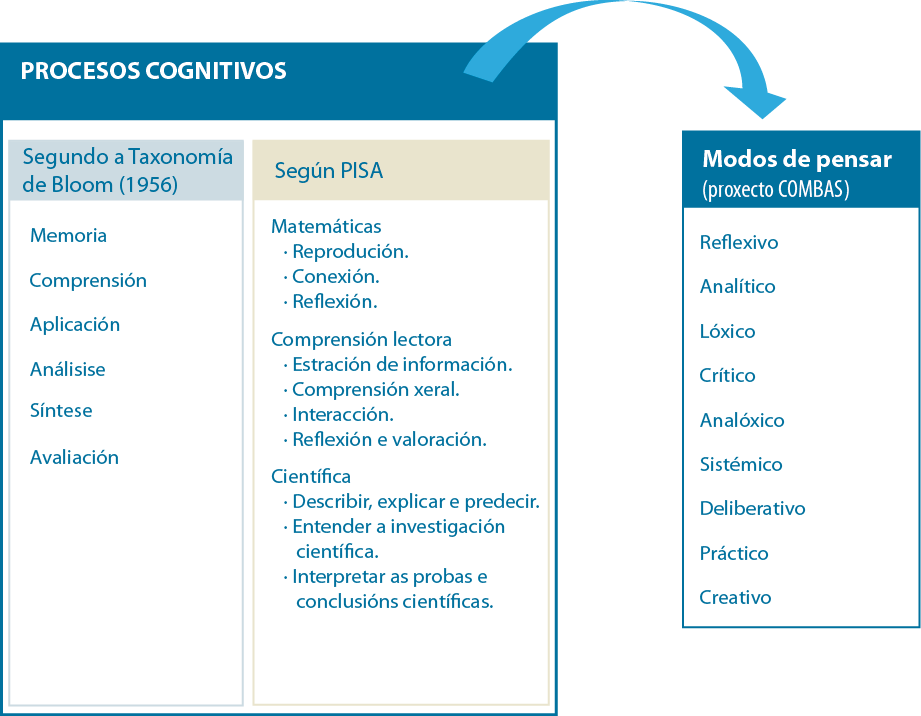 PROCESOS COGNITIVOS
Segundo a Taxonomía
de Bloom (1956)
Memoria
Comprensión
Aplicación
Análisise
Síntese
Avaliación
Según PISA
Matemáticas
· Reprodución.
· Conexión.
· Reflexión.
Comprensión lectora
· Estración de información.
· Comprensión xeral.
· Interacción.
· Reflexión e valoración.
Científica
· Describir, explicar e predecir.
· Entender a investigación
científica.
· Interpretar as probas e
conclusións científicas.
Modos de pensar
(proxecto COMBAS)
Reflexivo
Analítico
Lóxico
Crítico
Analóxico
Sistémico
Deliberativo
Práctico
Creativo